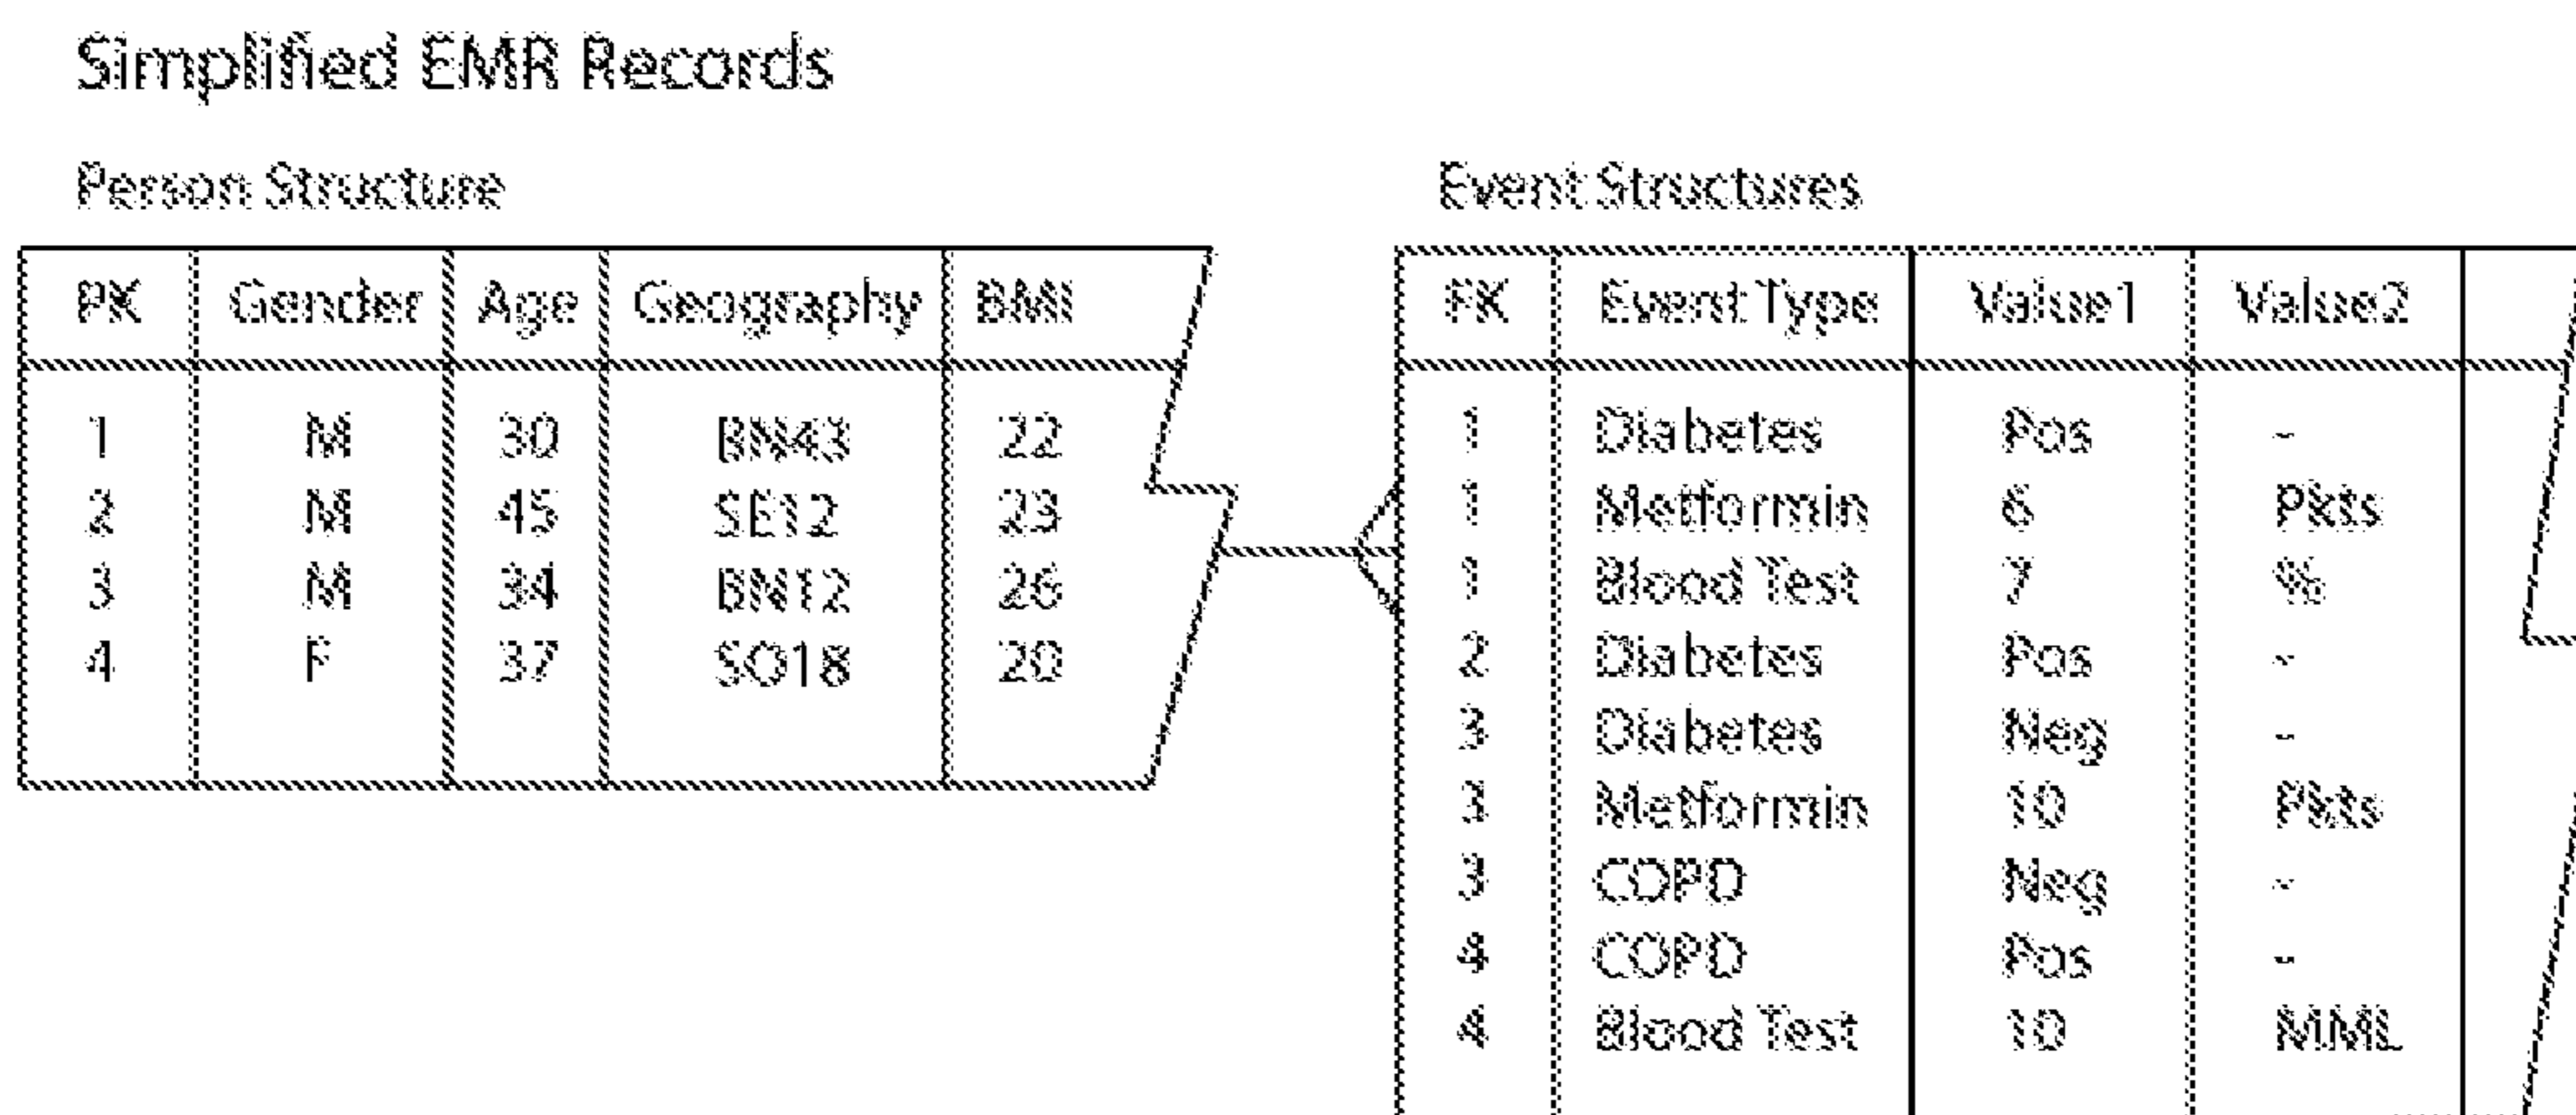 Simplified EMR Records
Person Structure
PK Gender Age Geography BMI
1 M 30 BN43 22
2 M 45 SE12 23
3 M 34 BN12 26
4 F 37 SO18 20
Event Structures
FK Event Type Value1 Value2
1 Diabetes Pos -
1 Metformin 6 Pkts
1 Blood Test 7 %
2 Diabetes Pos -
3 Diabetes Neg -
3 Metformin 10 Pkts
3 COPD Neg -
4 COPD Pos -
4 Blood Test 10 MML